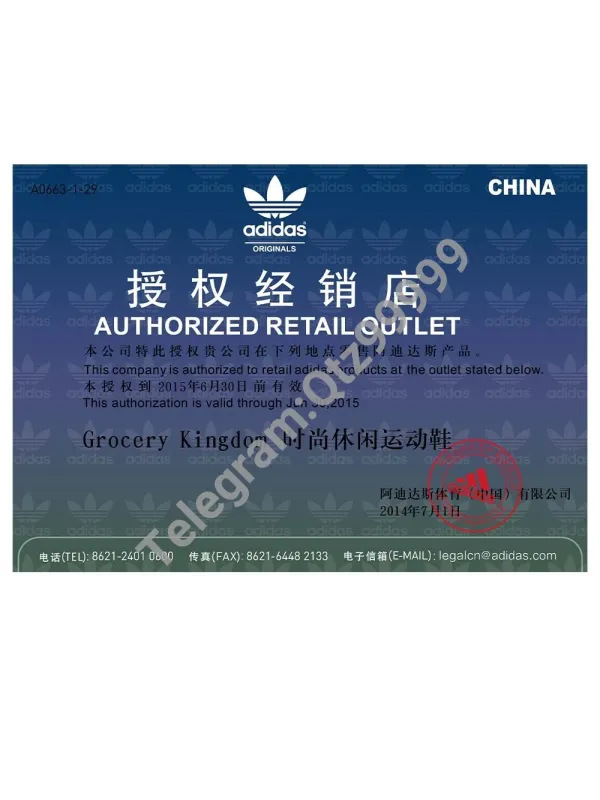 A0663-1-29
CHINA
adidas
ORIGINALS
授权经销店
AUTHORIZED RETAIL OUTLET
本公司特此授权贵公司在下列地点零售阿迪达斯产品。
This company is authorized to retail adidas products at the outlet stated below.
本授权到2015年6月30日前有效
This authorization is valid through Jun 30,2015
Grocery Kingdom 时尚休闲运动鞋
阿迪达斯体育(中国)有限公司
2014年7月1日
电话(TEL): 8621-2401 0600 传真(FAX): 8621-6448 2133 电子信箱(E-MAIL): legalcn@adidas.com
Telegram:Qtz99999